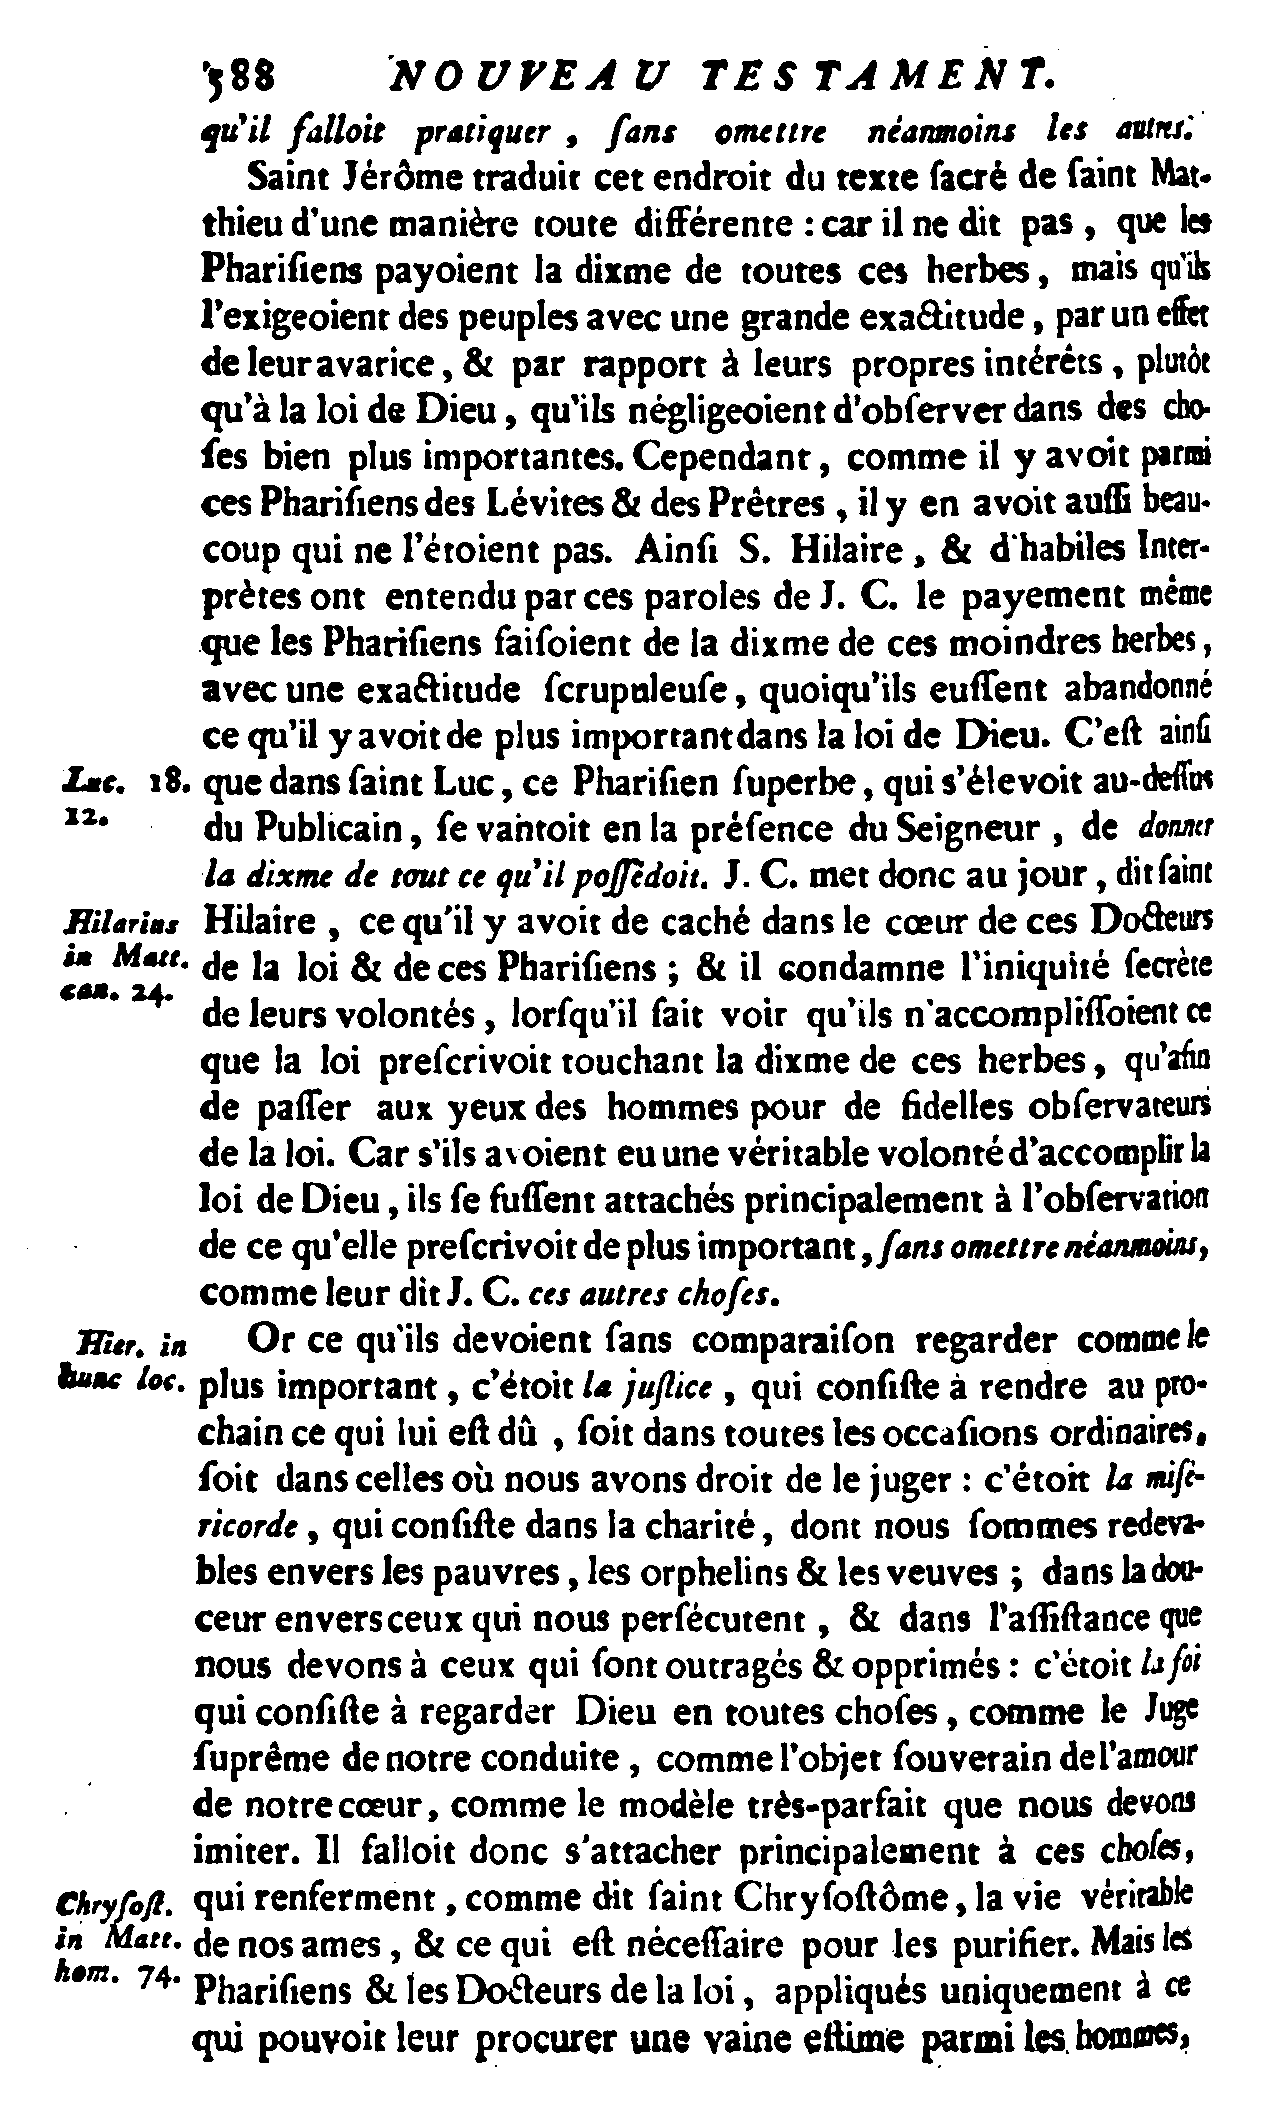 388 NOUVEAU TESTAMENT.
qu'il falloit pratiquer , ſans omettre néanmoins les autres.
Saint Jérôme traduit cet endroit du texte ſacré de ſaint Mat-
thieu d'une manière toute différente : car il ne dit pas , que les
Phariſiens payoient la dixme de toutes ces herbes , mais qu'ils
l'exigeoient des peuples avec une grande exactitude , par un effet
de leur avarice , & par rapport à leurs propres intérêts , plutôt
qu'à la loi de Dieu , qu'ils négligeoient d'obſerver dans des cho-
ſes bien plus importantes. Cependant , comme il y avoit parmi
ces Phariſiens des Lévites & des Prêtres , il y en avoit auſſi beau-
coup qui ne l'étoient pas. Ainſi S. Hilaire , & d'habiles Inter-
prètes ont entendu par ces paroles de J. C. le payement même
que les Phariſiens faiſoient de la dixme de ces moindres herbes ,
avec une exactitude ſcrupuleuſe , quoiqu'ils euſſent abandonné
ce qu'il y avoit de plus important dans la loi de Dieu. C'eſt ainſi
Luc. 18. que dans ſaint Luc , ce Phariſien ſuperbe , qui s'élevoit au-deſſus
12. du Publicain , ſe vantoit en la préſence du Seigneur , de donner
la dixme de tout ce qu'il poſſédoit. J. C. met donc au jour , dit ſaint
Hilarius Hilaire , ce qu'il y avoit de caché dans le cœur de ces Docteurs
in Matt. de la loi & de ces Phariſiens ; & il condamne l'iniquité ſecrète
can. 24. de leurs volontés , lorſqu'il fait voir qu'ils n'accompliſſoient ce
que la loi preſcrivoit touchant la dixme de ces herbes , qu'afin
de paſſer aux yeux des hommes pour de fidelles obſervateurs
de la loi. Car s'ils avoient eu une véritable volonté d'accomplir la
loi de Dieu , ils ſe fuſſent attachés principalement à l'obſervation
de ce qu'elle preſcrivoit de plus important , ſans omettre néanmoins,
comme leur dit J. C. ces autres choſes.
Hier. in Or ce qu'ils devoient ſans comparaiſon regarder comme le
hunc loc. plus important , c'étoit la juſtice , qui conſiſte à rendre au pro-
chain ce qui lui eſt dû , ſoit dans toutes les occaſions ordinaires,
ſoit dans celles où nous avons droit de le juger : c'étoit la miſé-
ricorde , qui conſiſte dans la charité , dont nous ſommes redeva-
bles envers les pauvres , les orphelins & les veuves ; dans la dou-
ceur envers ceux qui nous perſécutent , & dans l'aſſiſtance que
nous devons à ceux qui ſont outragés & opprimés : c'étoit la foi
qui conſiſte à regarder Dieu en toutes choſes , comme le Juge
ſuprême de notre conduite , comme l'objet ſouverain de l'amour
de notre cœur , comme le modèle très-parfait que nous devons
imiter. Il falloit donc s'attacher principalement à ces choſes,
Chryſoſt. qui renferment , comme dit ſaint Chryſoſtôme , la vie véritable
in Matt. de nos ames , & ce qui eſt néceſſaire pour les purifier. Mais les
hom. 74. Phariſiens & les Docteurs de la loi , appliqués uniquement à ce
qui pouvoit leur procurer une vaine eſtime parmi les hommes,